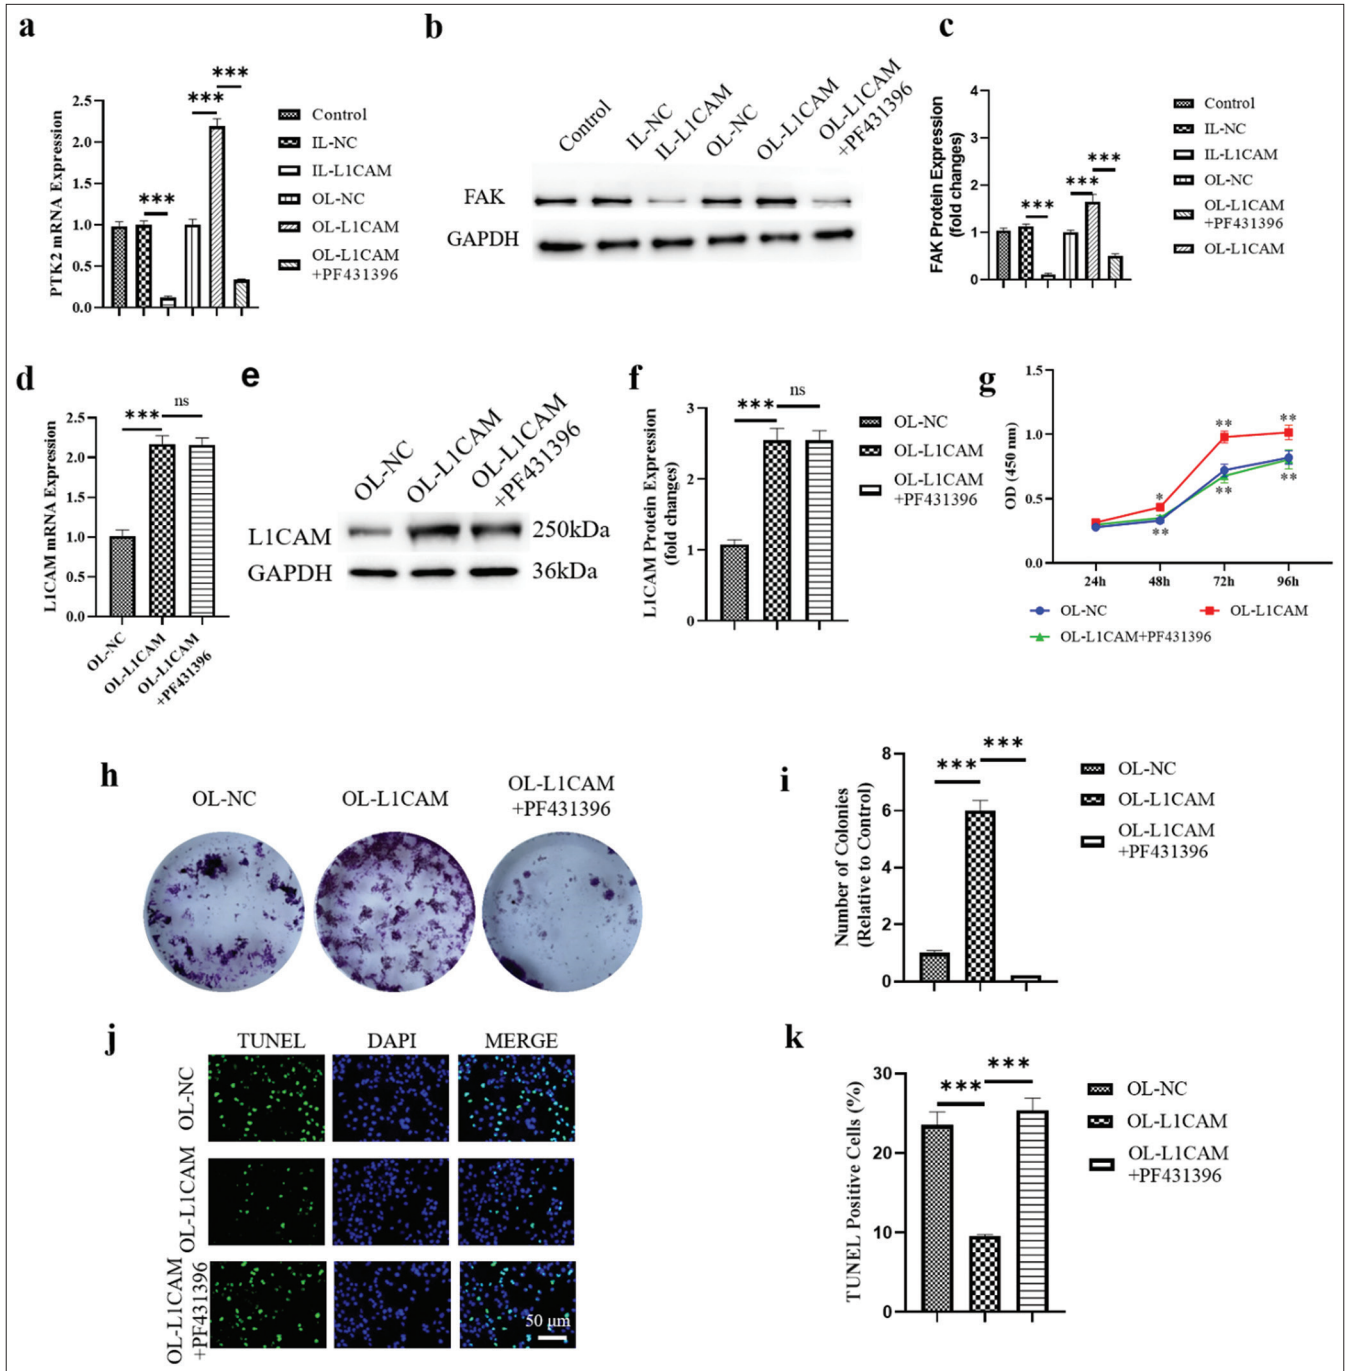 a
PTK2 mRNA Expression
2.5
2.0
1.5
1.0
0.5
0.0
***
***
***
Control
IL-NC
IL-L1CAM
OL-NC
OL-L1CAM
OL-L1CAM
+PF431396
b
Control
IL-NC
IL-L1CAM
OL-NC
OL-L1CAM
OL-L1CAM
+PF431396
FAK
GAPDH
c
FAK Protein Expression
(fold changes)
4
3
2
1
0
***
***
***
Control
IL-NC
IL-L1CAM
OL-NC
OL-L1CAM
+PF431396
OL-L1CAM
d
L1CAM mRNA Expression
2.5
2.0
1.5
1.0
0.5
0.0
***
ns
OL-NC
OL-L1CAM
OL-L1CAM
+PF431396
e
OL-NC
OL-L1CAM
OL-L1CAM
+PF431396
L1CAM
250kDa
GAPDH
36kDa
f
L1CAM Protein Expression
(fold changes)
3
2
1
0
***
ns
OL-NC
OL-L1CAM
OL-L1CAM
+PF431396
g
OD (450 nm)
1.5
1.0
0.5
0.0
*
**
**
**
**
**
24h
48h
72h
96h
OL-NC
OL-L1CAM
OL-L1CAM+PF431396
h
OL-NC
OL-L1CAM
OL-L1CAM
+PF431396
i
Number of Colonies
(Relative to Control)
8
6
4
2
0
***
***
OL-NC
OL-L1CAM
OL-L1CAM
+PF431396
j
TUNEL
DAPI
MERGE
OL-NC
OL-L1CAM
OL-L1CAM
+PF431396
50 μm
k
TUNEL Positive Cells (%)
30
20
10
0
***
***
OL-NC
OL-L1CAM
OL-L1CAM
+PF431396